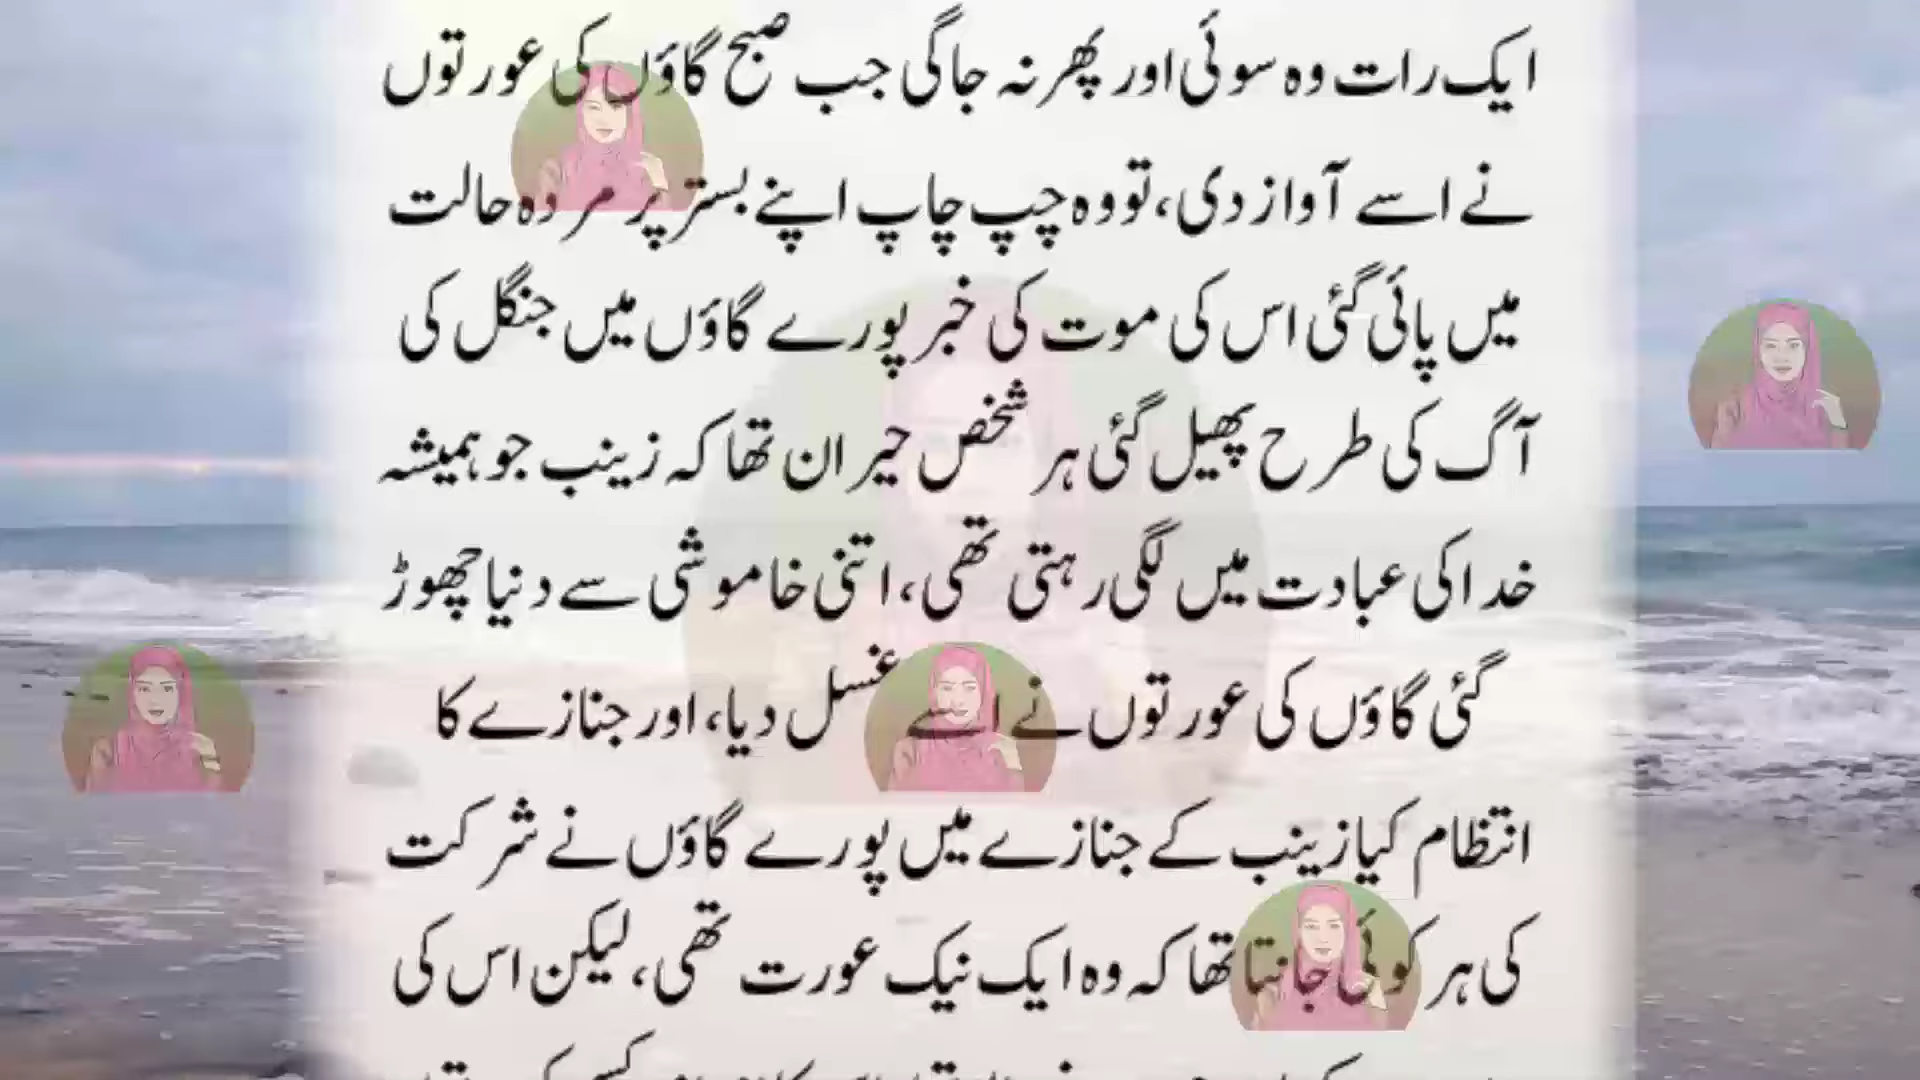 ایک رات وہ سوئی اور پھر نہ جاگی جب صبح گاؤں کی عورتوں
نے اسے آواز دی، تو وہ چپ چاپ اپنے بستر پر مردہ حالت
میں پائی گئی اس کی موت کی خبر پورے گاؤں میں جنگل کی
آگ کی طرح پھیل گئی ہر شخص حیران تھا کہ زینب جو ہمیشہ
خدا کی عبادت میں لگی رہتی تھی، اتنی خاموشی سے دنیا چھوڑ
گئی گاؤں کی عورتوں نے اسے غسل دیا، اور جنازے کا
انتظام کیا زینب کے جنازے میں پورے گاؤں نے شرکت
کی ہر کوئی جانتا تھا کہ وہ ایک نیک عورت تھی، لیکن اس کی